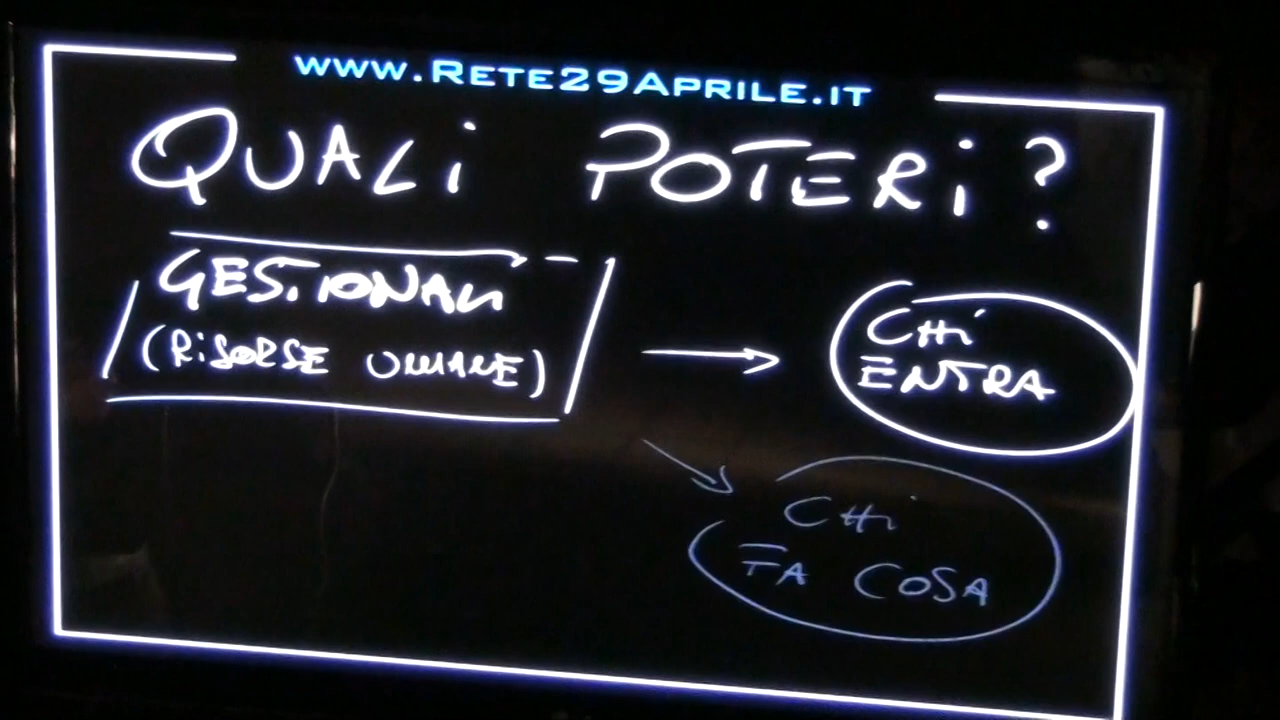 www.Rete29Aprile.it
QUALi POTERi?
GESTIONALI
(RiSORSE UMANE)
CHi
ENTRA
CHi
FA COSA